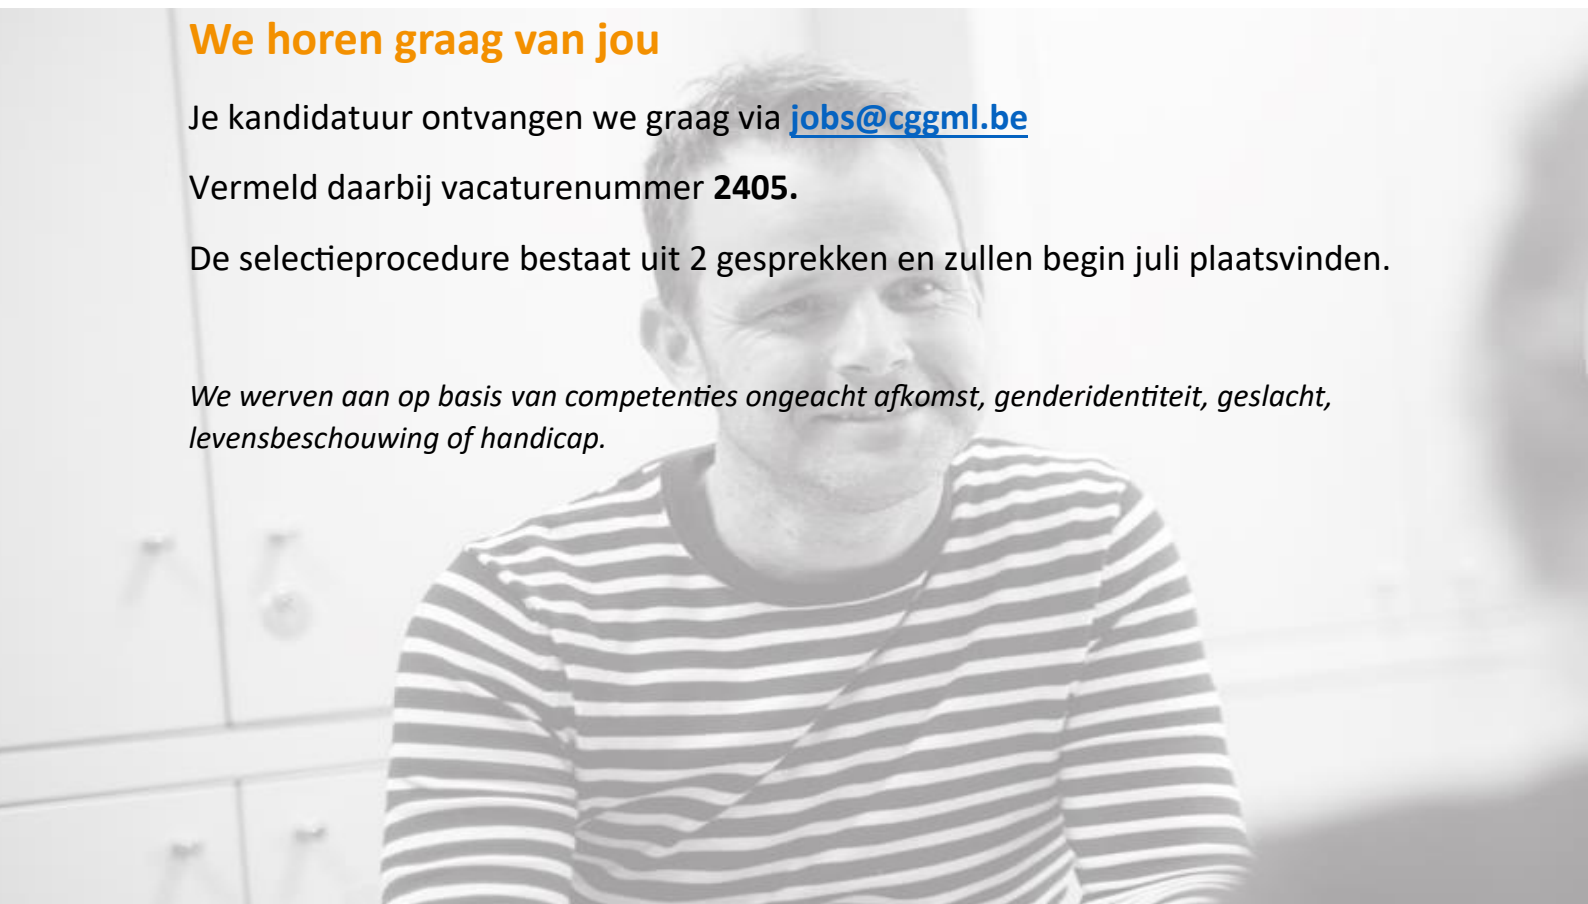 We horen graag van jou
Je kandidatuur ontvangen we graag via jobs@cggml.be
Vermeld daarbij vacaturenummer 2405.
De selectieprocedure bestaat uit 2 gesprekken en zullen begin juli plaatsvinden.
We werven aan op basis van competenties ongeacht afkomst, genderidentiteit, geslacht,
levensbeschouwing of handicap.